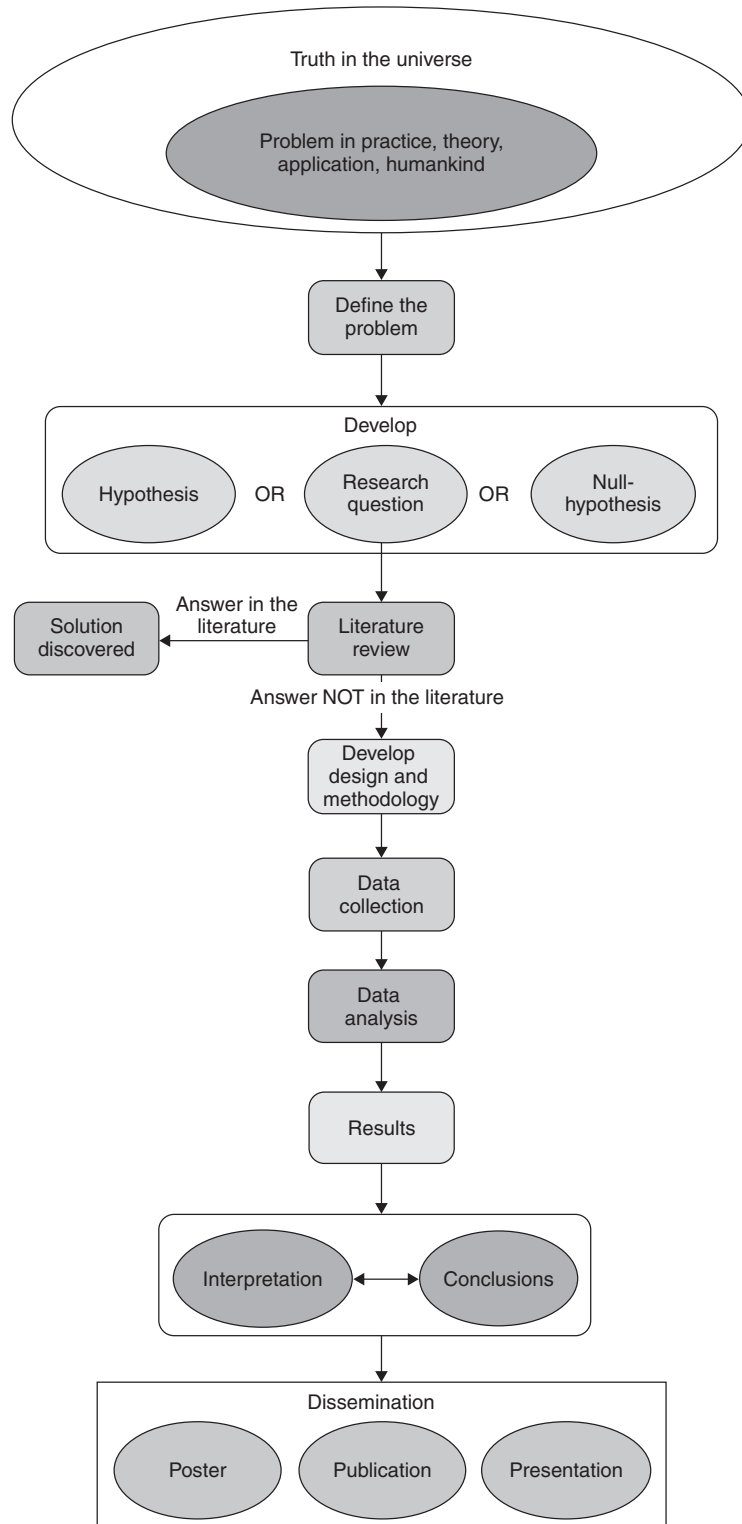 Truth in the universe
Problem in practice, theory,
application, humankind
Define the
problem
Develop
Hypothesis
OR
Research
question
OR
Null-
hypothesis
Solution
discovered
Answer in the
literature
Literature
review
Answer NOT in the literature
Develop
design and
methodology
Data
collection
Data
analysis
Results
Interpretation
Conclusions
Dissemination
Poster
Publication
Presentation